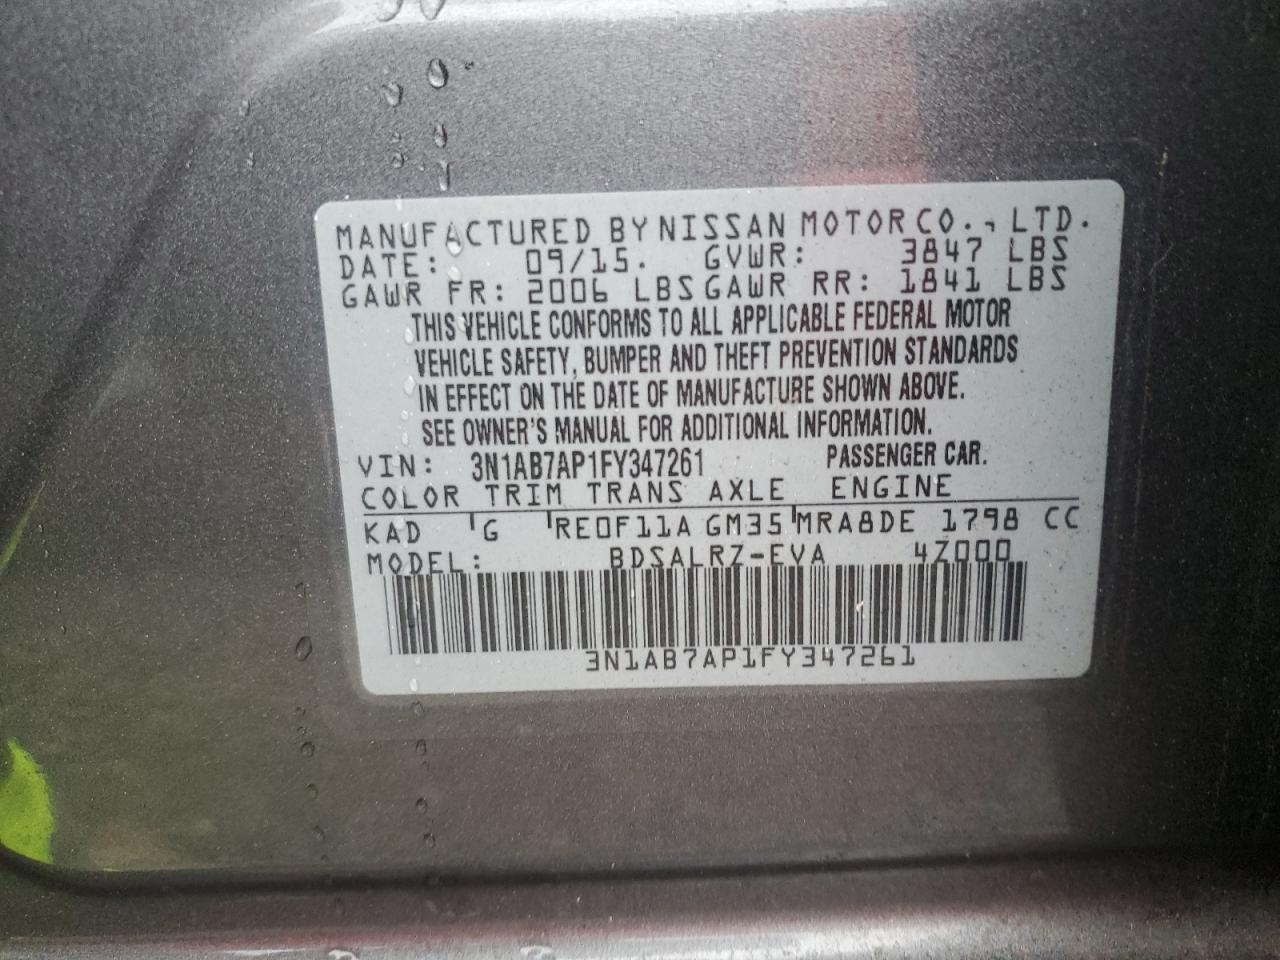 MANUFACTURED BY NISSAN MOTOR CO., LTD.
DATE: 09/15. GVWR: 3847 LBS
GAWR FR: 2006 LBS GAWR RR: 1841 LBS
THIS VEHICLE CONFORMS TO ALL APPLICABLE FEDERAL MOTOR
VEHICLE SAFETY, BUMPER AND THEFT PREVENTION STANDARDS
IN EFFECT ON THE DATE OF MANUFACTURE SHOWN ABOVE.
SEE OWNER'S MANUAL FOR ADDITIONAL INFORMATION.
VIN: 3N1AB7AP1FY347261 PASSENGER CAR.
COLOR TRIM TRANS AXLE ENGINE
KAD G RE0F11A GM35 MRA8DE 1798 CC
MODEL: BDSALRZ-EVA 4Z000
3N1AB7AP1FY347261